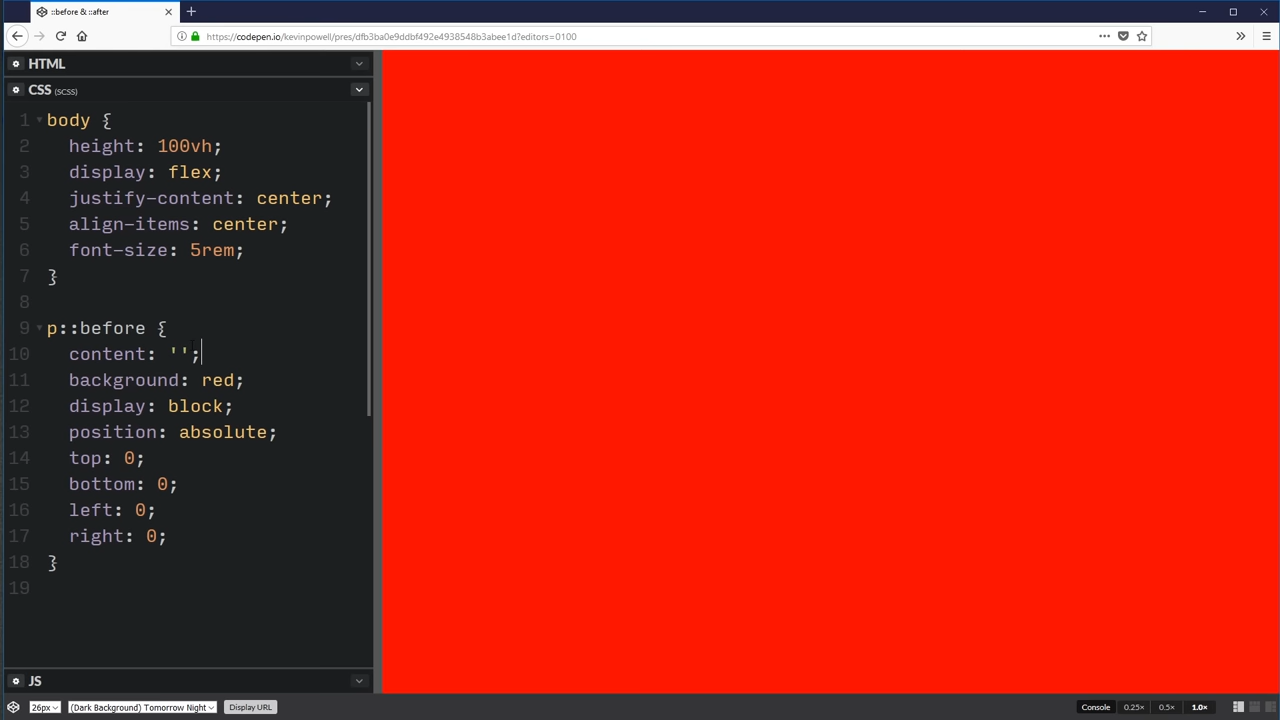 ::before & ::after
https://codepen.io/kevinpowell/pres/dfb3ba0e9ddbf492e4938548b3abee1d?editors=0100
HTML
CSS (SCSS)
1 body {
2 height: 100vh;
3 display: flex;
4 justify-content: center;
5 align-items: center;
6 font-size: 5rem;
7 }
8
9 p::before {
10 content: '';
11 background: red;
12 display: block;
13 position: absolute;
14 top: 0;
15 bottom: 0;
16 left: 0;
17 right: 0;
18 }
19
JS
26px (Dark Background) Tomorrow Night Display URL Console 0.25× 0.5× 1.0×